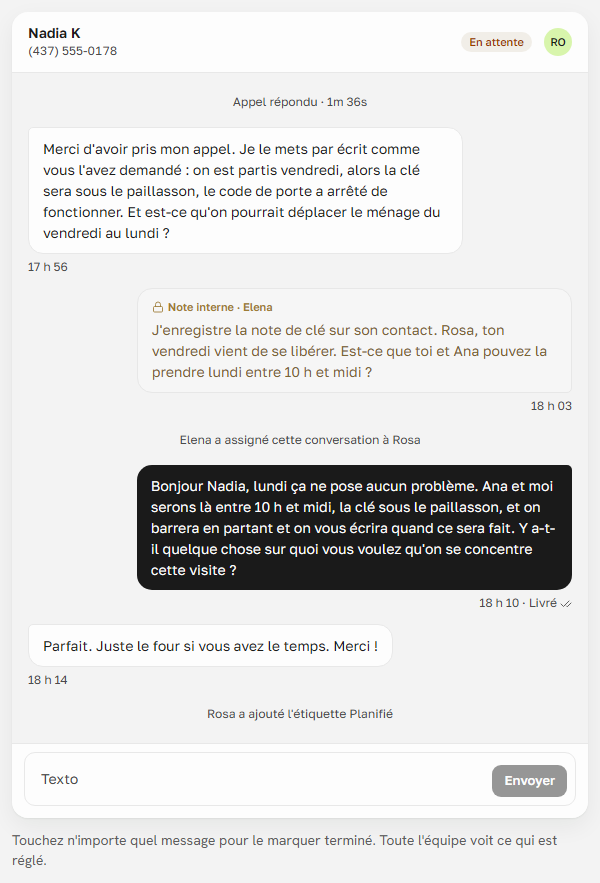 Nadia K
(437) 555-0178
En attente
RO
Appel répondu · 1m 36s
Merci d'avoir pris mon appel. Je le mets par écrit comme
vous l'avez demandé : on est partis vendredi, alors la clé
sera sous le paillasson, le code de porte a arrêté de
fonctionner. Et est-ce qu'on pourrait déplacer le ménage du
vendredi au lundi ?
17 h 56
Note interne · Elena
J'enregistre la note de clé sur son contact. Rosa, ton
vendredi vient de se libérer. Est-ce que toi et Ana pouvez la
prendre lundi entre 10 h et midi ?
18 h 03
Elena a assigné cette conversation à Rosa
Bonjour Nadia, lundi ça ne pose aucun problème. Ana et moi
serons là entre 10 h et midi, la clé sous le paillasson, et on
barrera en partant et on vous écrira quand ce sera fait. Y a-t-
il quelque chose sur quoi vous voulez qu'on se concentre
cette visite ?
18 h 10 · Livré
Parfait. Juste le four si vous avez le temps. Merci !
18 h 14
Rosa a ajouté l'étiquette Planifié
Texto
Envoyer
Touchez n'importe quel message pour le marquer terminé. Toute l'équipe voit ce qui est
réglé.